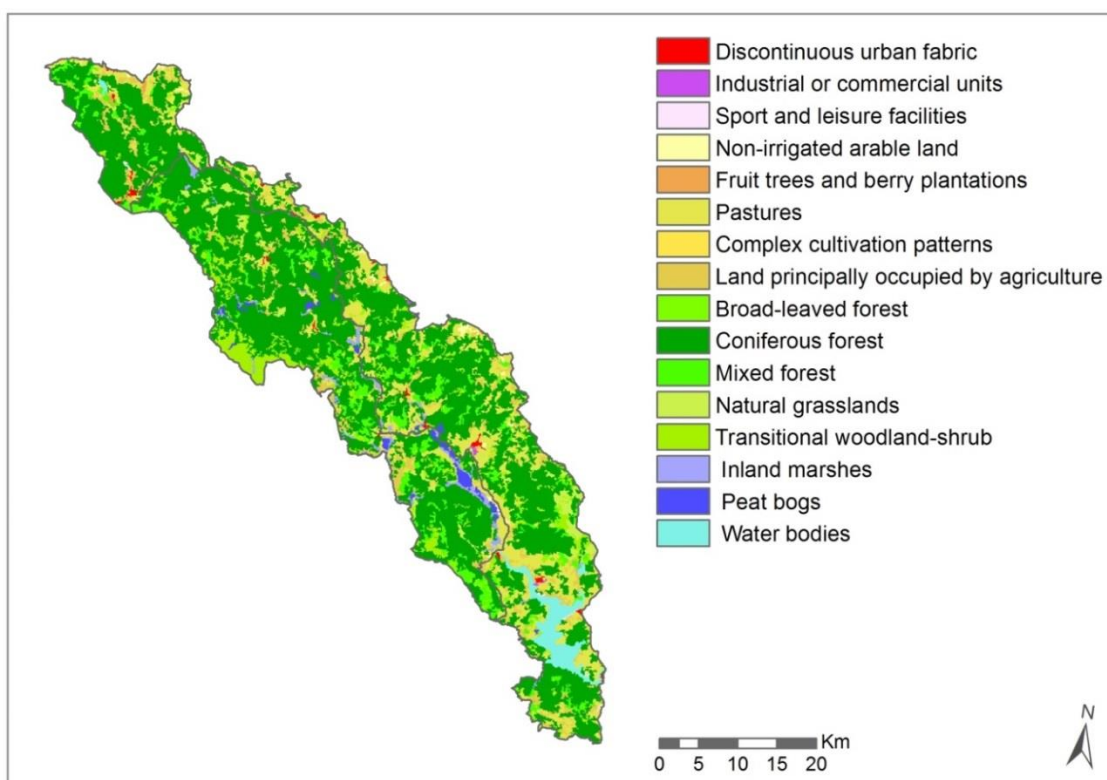 Discontinuous urban fabric
Industrial or commercial units
Sport and leisure facilities
Non-irrigated arable land
Fruit trees and berry plantations
Pastures
Complex cultivation patterns
Land principally occupied by agriculture
Broad-leaved forest
Coniferous forest
Mixed forest
Natural grasslands
Transitional woodland-shrub
Inland marshes
Peat bogs
Water bodies
N
Km
0 5 10 20